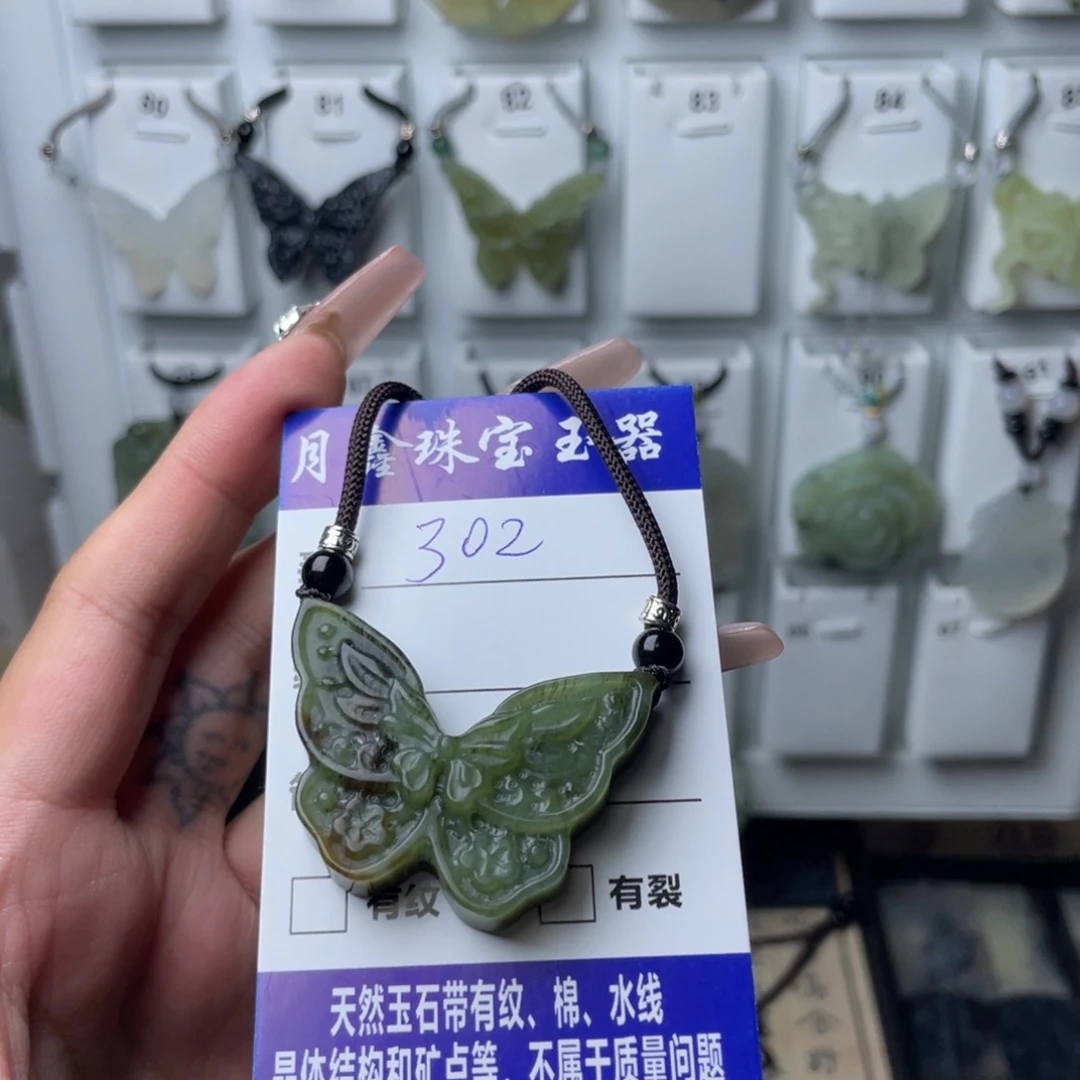 80
81
82
83
84
月鑫珠宝玉器
302
有纹
有裂
天然玉石带有纹、棉、水线
晶体结构和矿点等，不属于质量问题